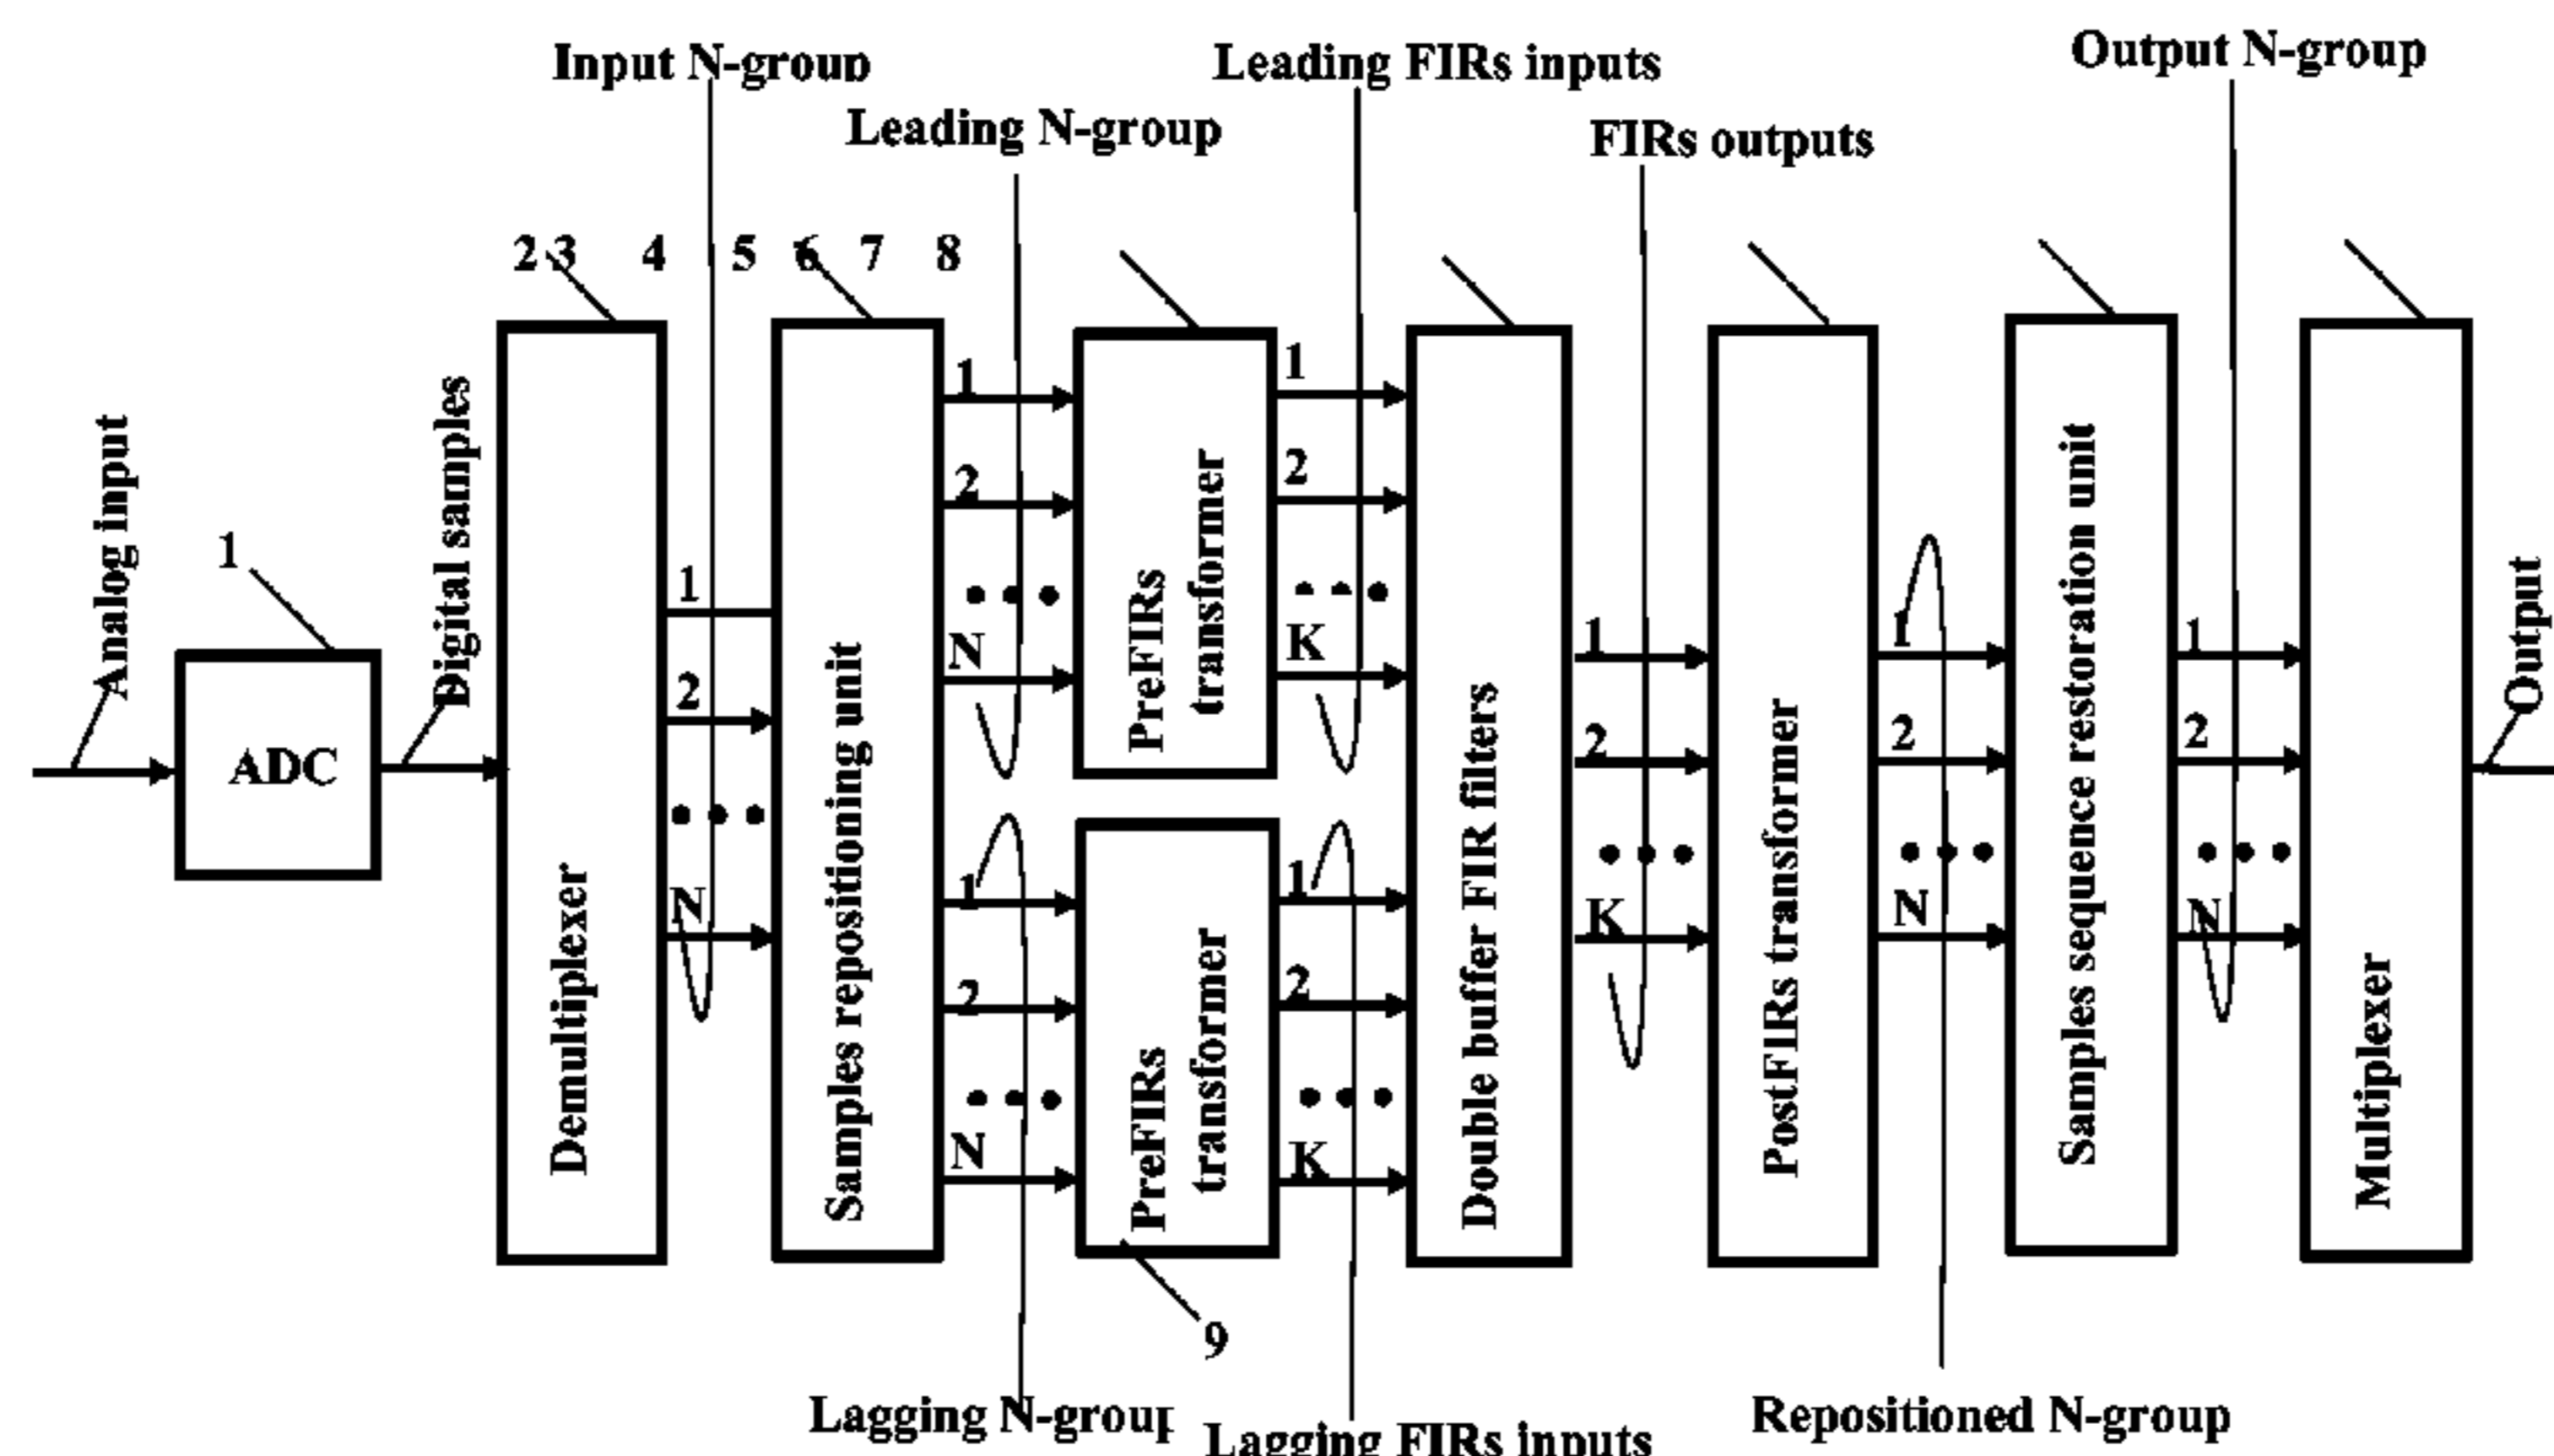 Input N-group
Leading FIRs inputs
Output N-group
Leading N-group
FIRs outputs
2 3 4 5 6 7 8
Analog input
1
ADC
Digital samples
Demultiplexer
1
2
N
Samples repositioning unit
1
2
N
PreFIRs
transformer
1
2
K
1
2
N
PreFIRs
transformer
9
1
2
K
Double buffer FIR filters
1
2
K
PostFIRs transformer
1
2
N
Samples sequence restoration unit
1
2
N
Multiplexer
Output
Lagging N-group
Lagging FIRs inputs
Repositioned N-group